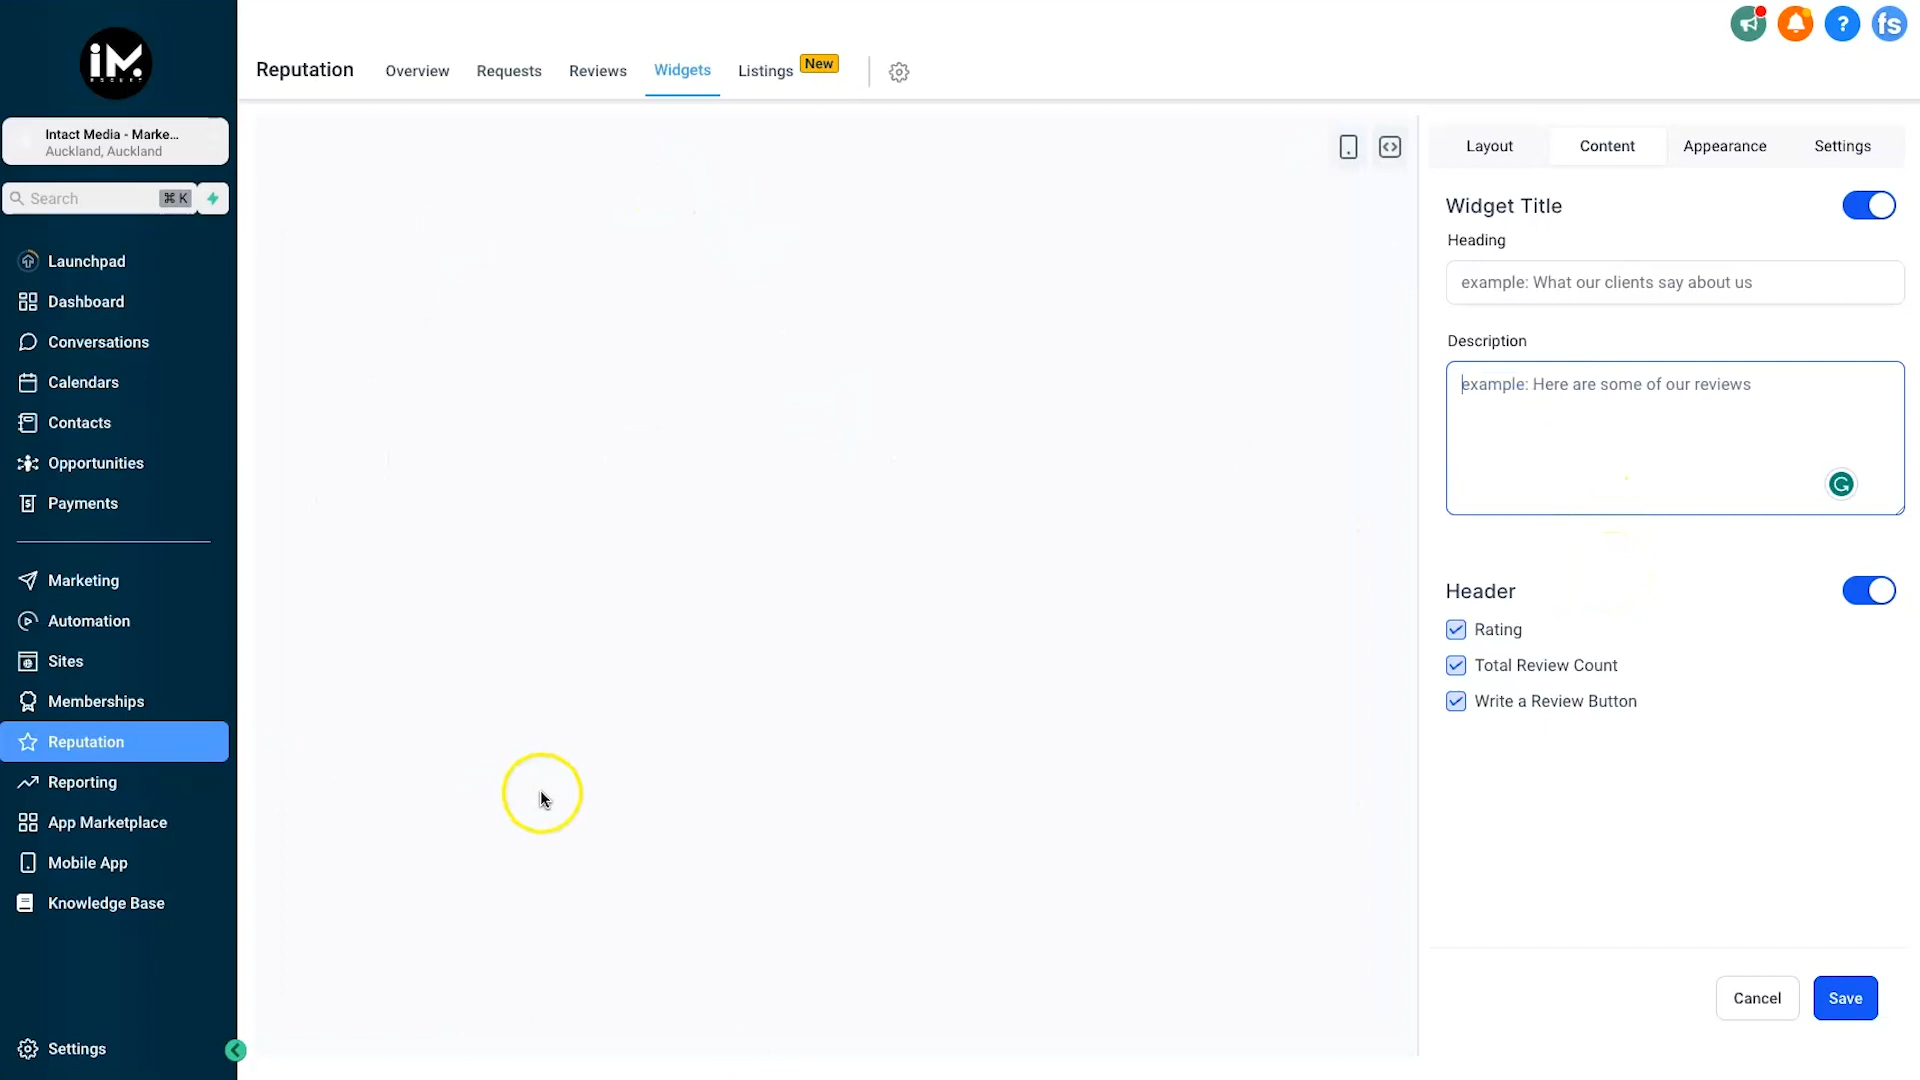 iM.
Intact Media - Marke...
Auckland, Auckland
Search
⌘ K
Launchpad
Dashboard
Conversations
Calendars
Contacts
Opportunities
Payments
Marketing
Automation
Sites
Memberships
Reputation
Reporting
App Marketplace
Mobile App
Knowledge Base
Settings
Reputation
Overview
Requests
Reviews
Widgets
Listings
New
?
fs
Layout
Content
Appearance
Settings
Widget Title
Heading
example: What our clients say about us
Description
example: Here are some of our reviews
Header
Rating
Total Review Count
Write a Review Button
Cancel
Save